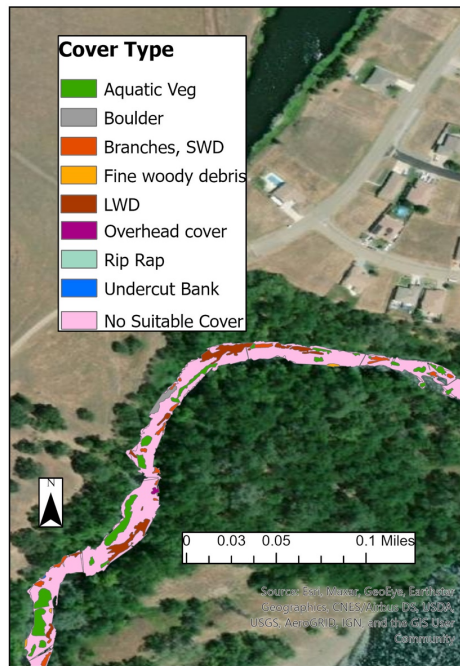 Cover Type
Aquatic Veg
Boulder
Branches, SWD
Fine woody debris
LWD
Overhead cover
Rip Rap
Undercut Bank
No Suitable Cover
N
0 0.03 0.05 0.1 Miles
Source: Esri, Maxar, GeoEye, Earthstar
Geographics, CNES/Airbus DS, USDA,
USGS, AeroGRID, IGN, and the GIS User
Community